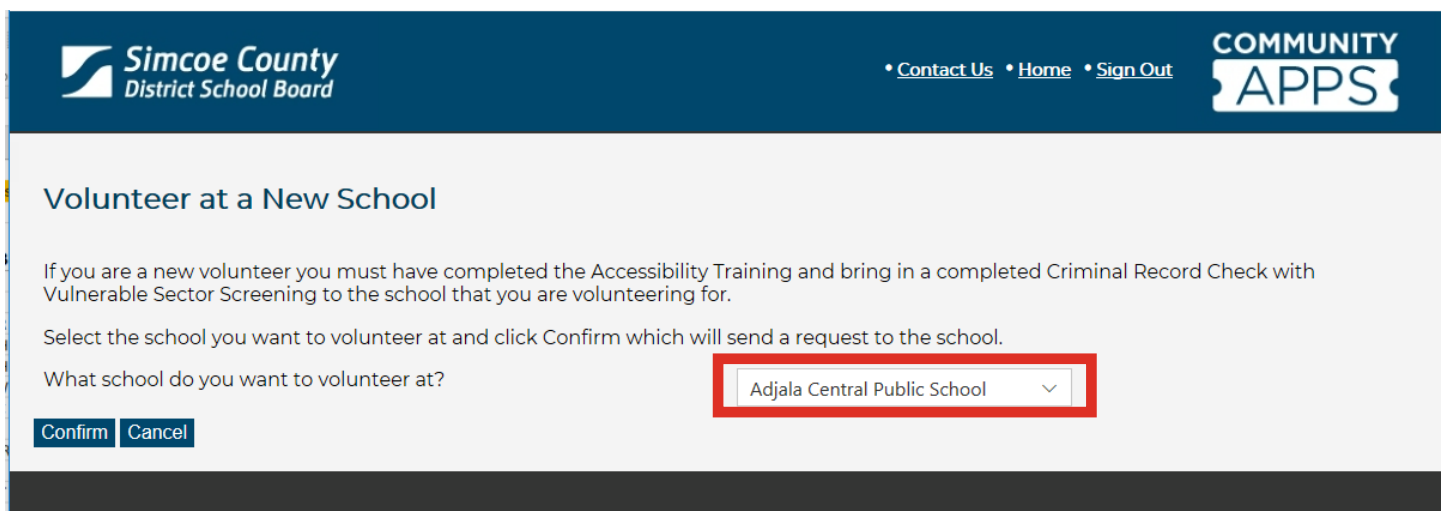 Simcoe County
District School Board
• Contact Us • Home • Sign Out
COMMUNITY
APPS
Volunteer at a New School
If you are a new volunteer you must have completed the Accessibility Training and bring in a completed Criminal Record Check with
Vulnerable Sector Screening to the school that you are volunteering for.
Select the school you want to volunteer at and click Confirm which will send a request to the school.
What school do you want to volunteer at?
Adjala Central Public School
Confirm Cancel